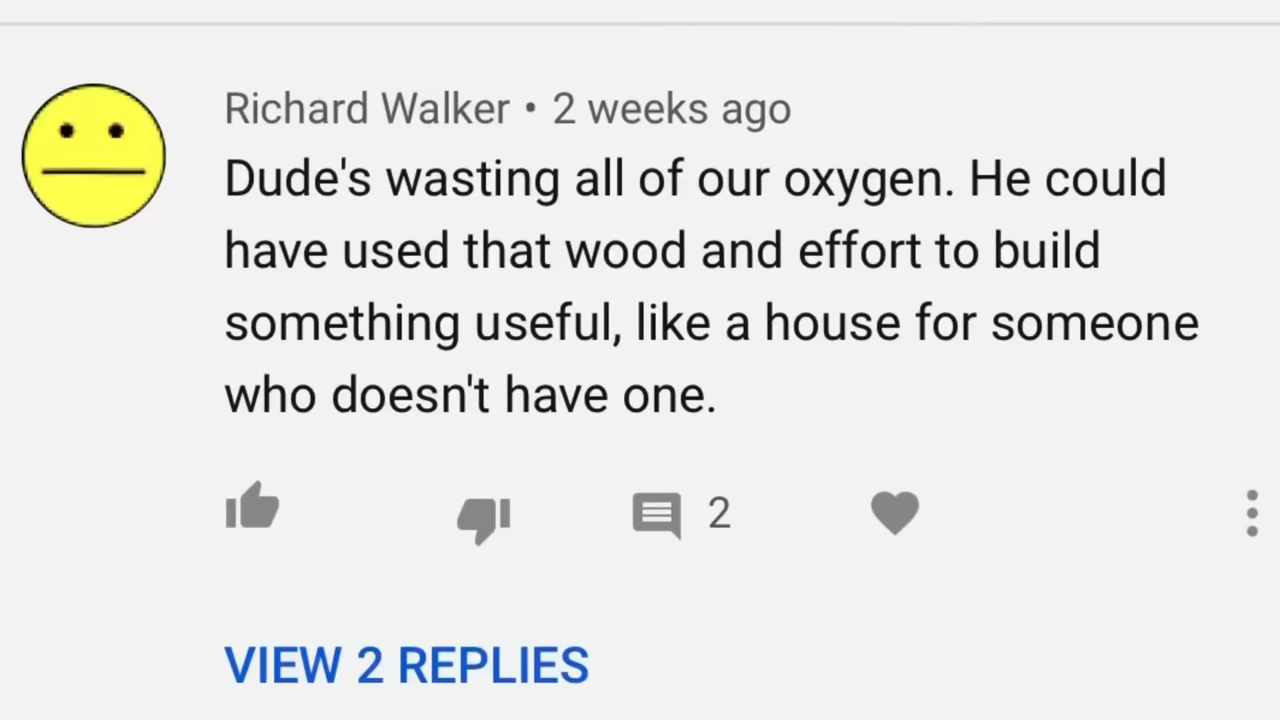 Richard Walker • 2 weeks ago
Dude's wasting all of our oxygen. He could
have used that wood and effort to build
something useful, like a house for someone
who doesn't have one.
2
VIEW 2 REPLIES